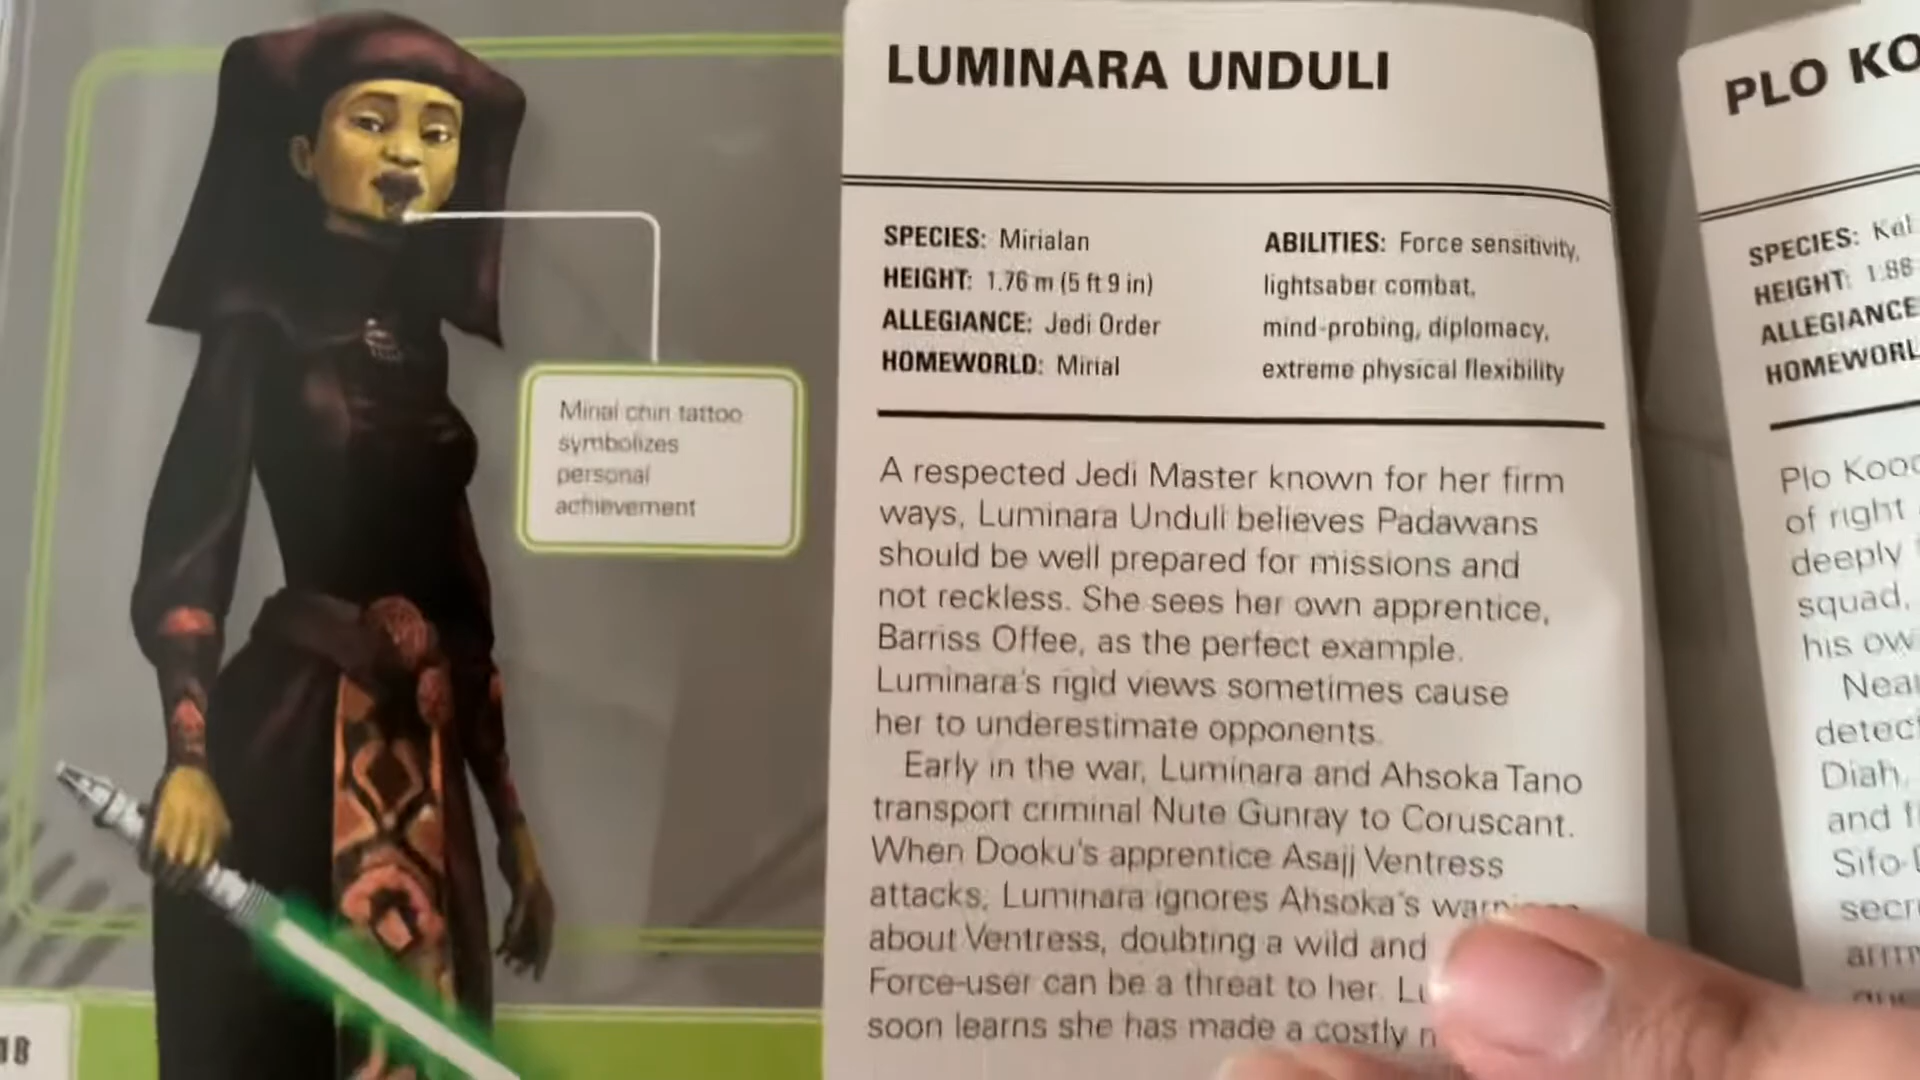 LUMINARA UNDULI
SPECIES: Mirialan
HEIGHT: 1.76 m (5 ft 9 in)
ALLEGIANCE: Jedi Order
HOMEWORLD: Mirial
ABILITIES: Force sensitivity,
lightsaber combat,
mind-probing, diplomacy,
extreme physical flexibility
Mirial chin tattoo
symbolizes
personal
achievement
A respected Jedi Master known for her firm
ways, Luminara Unduli believes Padawans
should be well prepared for missions and
not reckless. She sees her own apprentice,
Barriss Offee, as the perfect example.
Luminara's rigid views sometimes cause
her to underestimate opponents.
Early in the war, Luminara and Ahsoka Tano
transport criminal Nute Gunray to Coruscant.
When Dooku's apprentice Asajj Ventress
attacks, Luminara ignores Ahsoka's
about Ventress, doubting a wild and
Force-user can be a threat to her.
soon learns she has made a costly
18
PLO KO
SPECIES:
HEIGHT: 1.88
ALLEGIANCE
HOMEWORL
Plo Koo
of right
deeply
squad,
his ow
Near
detect
Diah,
and f
Sifo-
secr
arm